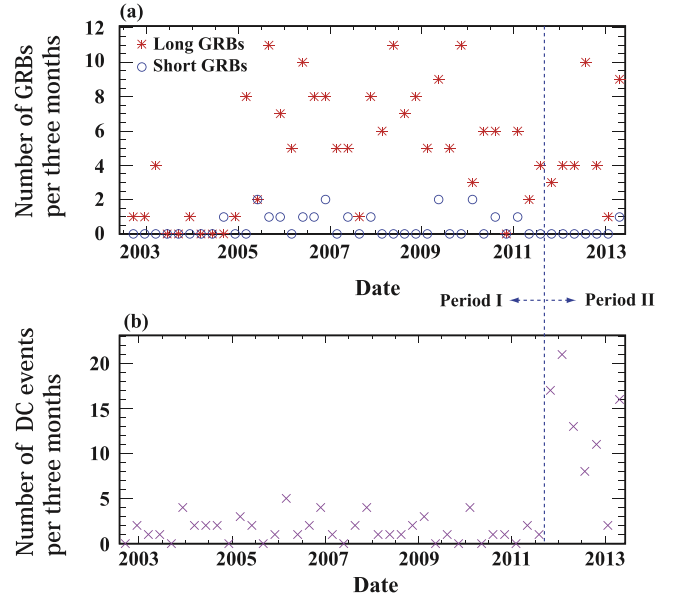 (a)
12
10
8
6
4
2
0
Long GRBs
Short GRBs
Number of GRBs
per three months
2003 2005 2006 2007 2009 2011 2013
Date
Period I Period II
(b)
20
15
10
5
0
Number of DC events
per three months
2003 2005 2006 2007 2009 2011 2013
Date